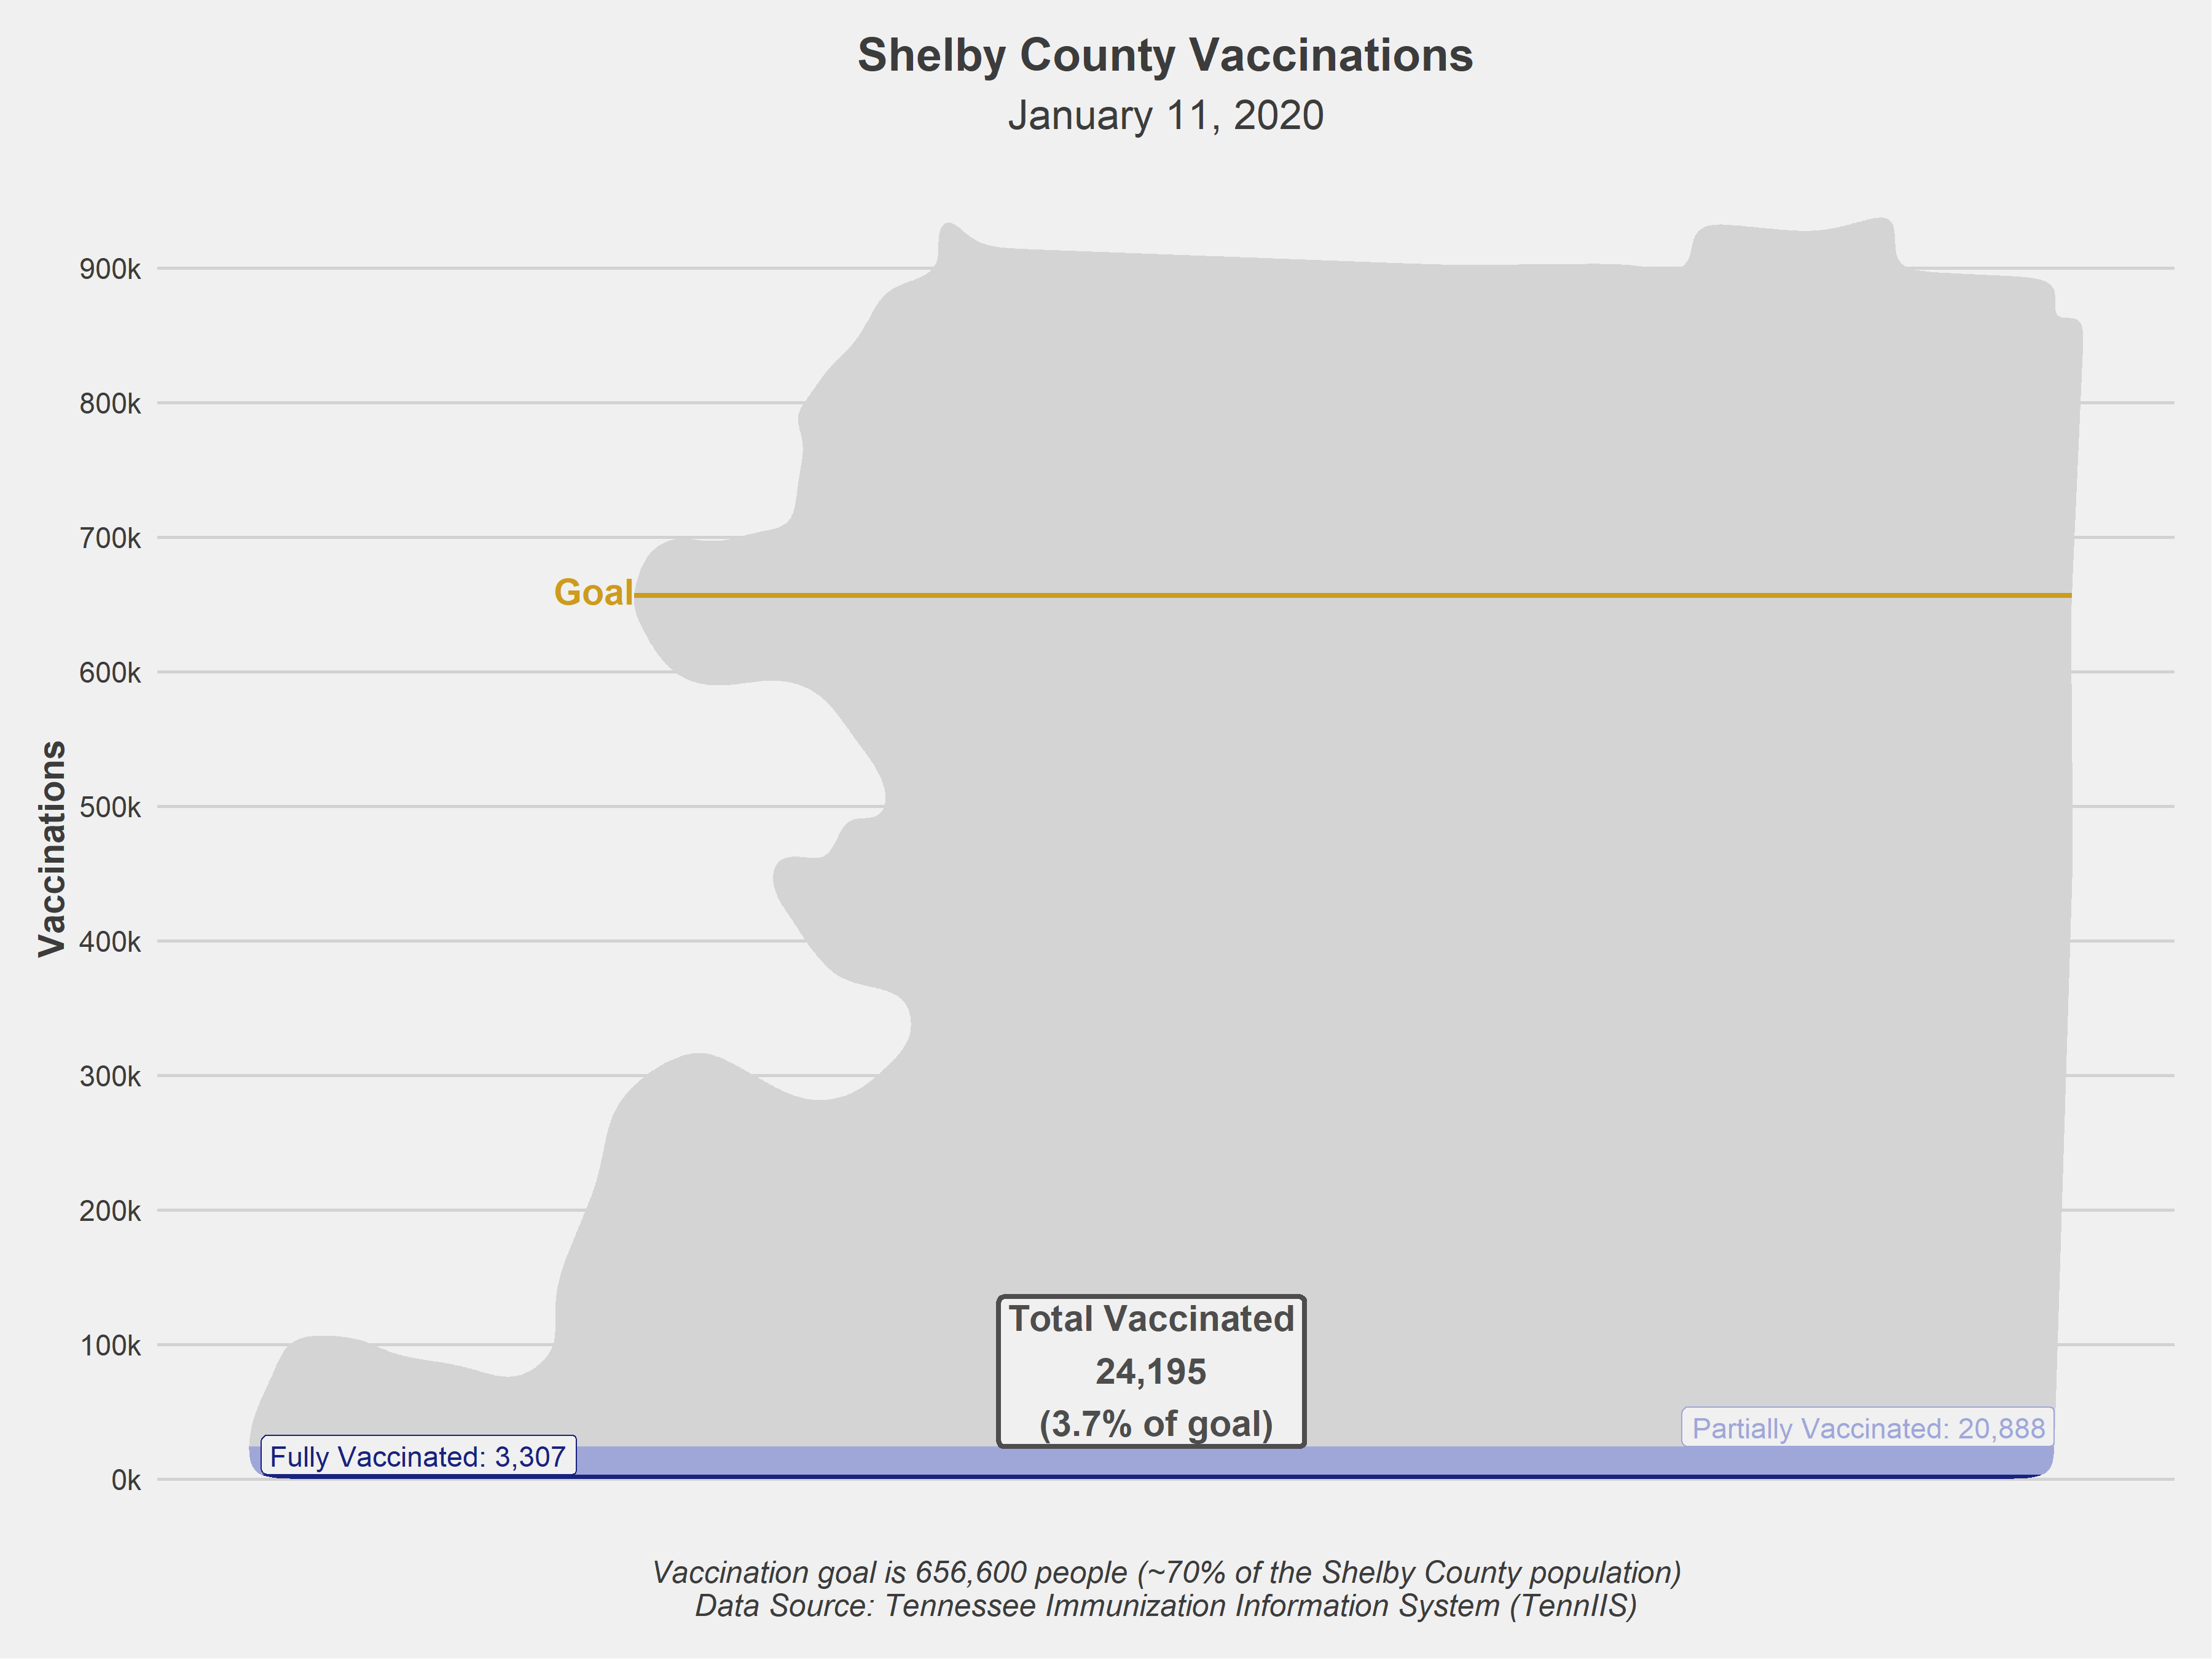 Shelby County Vaccinations
January 11, 2020
900k
800k
700k
Goal
600k
500k
400k
300k
200k
100k
0k
Vaccinations
Total Vaccinated
24,195
(3.7% of goal)
Partially Vaccinated: 20,888
Fully Vaccinated: 3,307
Vaccination goal is 656,600 people (~70% of the Shelby County population)
Data Source: Tennessee Immunization Information System (TennIIS)